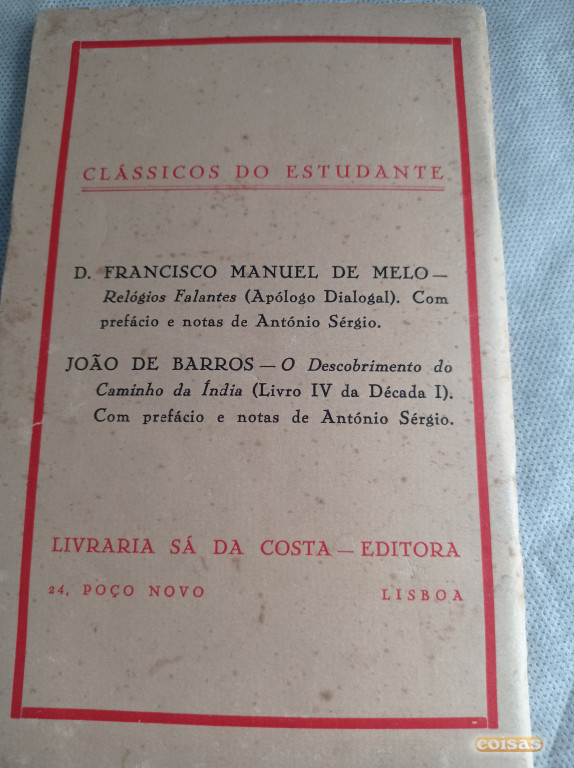 CLÁSSICOS DO ESTUDANTE
D. FRANCISCO MANUEL DE MELO —
Relógios Falantes (Apólogo Dialogal). Com
prefácio e notas de António Sérgio.
JOÃO DE BARROS — O Descobrimento do
Caminho da Índia (Livro IV da Década I).
Com prefácio e notas de António Sérgio.
LIVRARIA SÁ DA COSTA — EDITORA
24, POÇO NOVO LISBOA
coisas